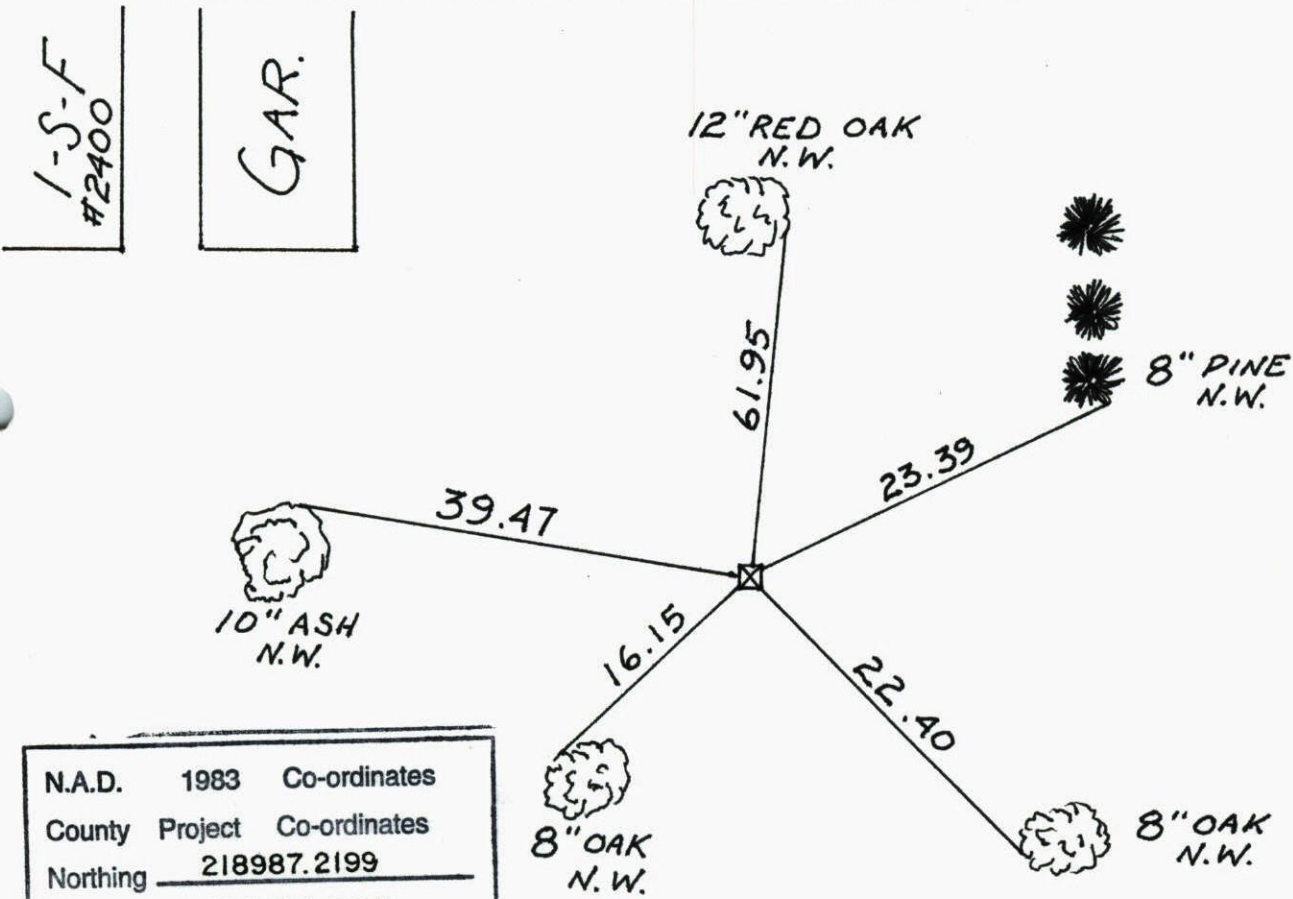 1-S-F
#2400
GAR.
12" RED OAK
N.W.
61.95
8" PINE
N.W.
23.39
39.47
10" ASH
N.W.
16.15
22.40
8" OAK
N.W.
8" OAK
N.W.
N.A.D. 1983 Co-ordinates
County Project Co-ordinates
Northing 218987.2199